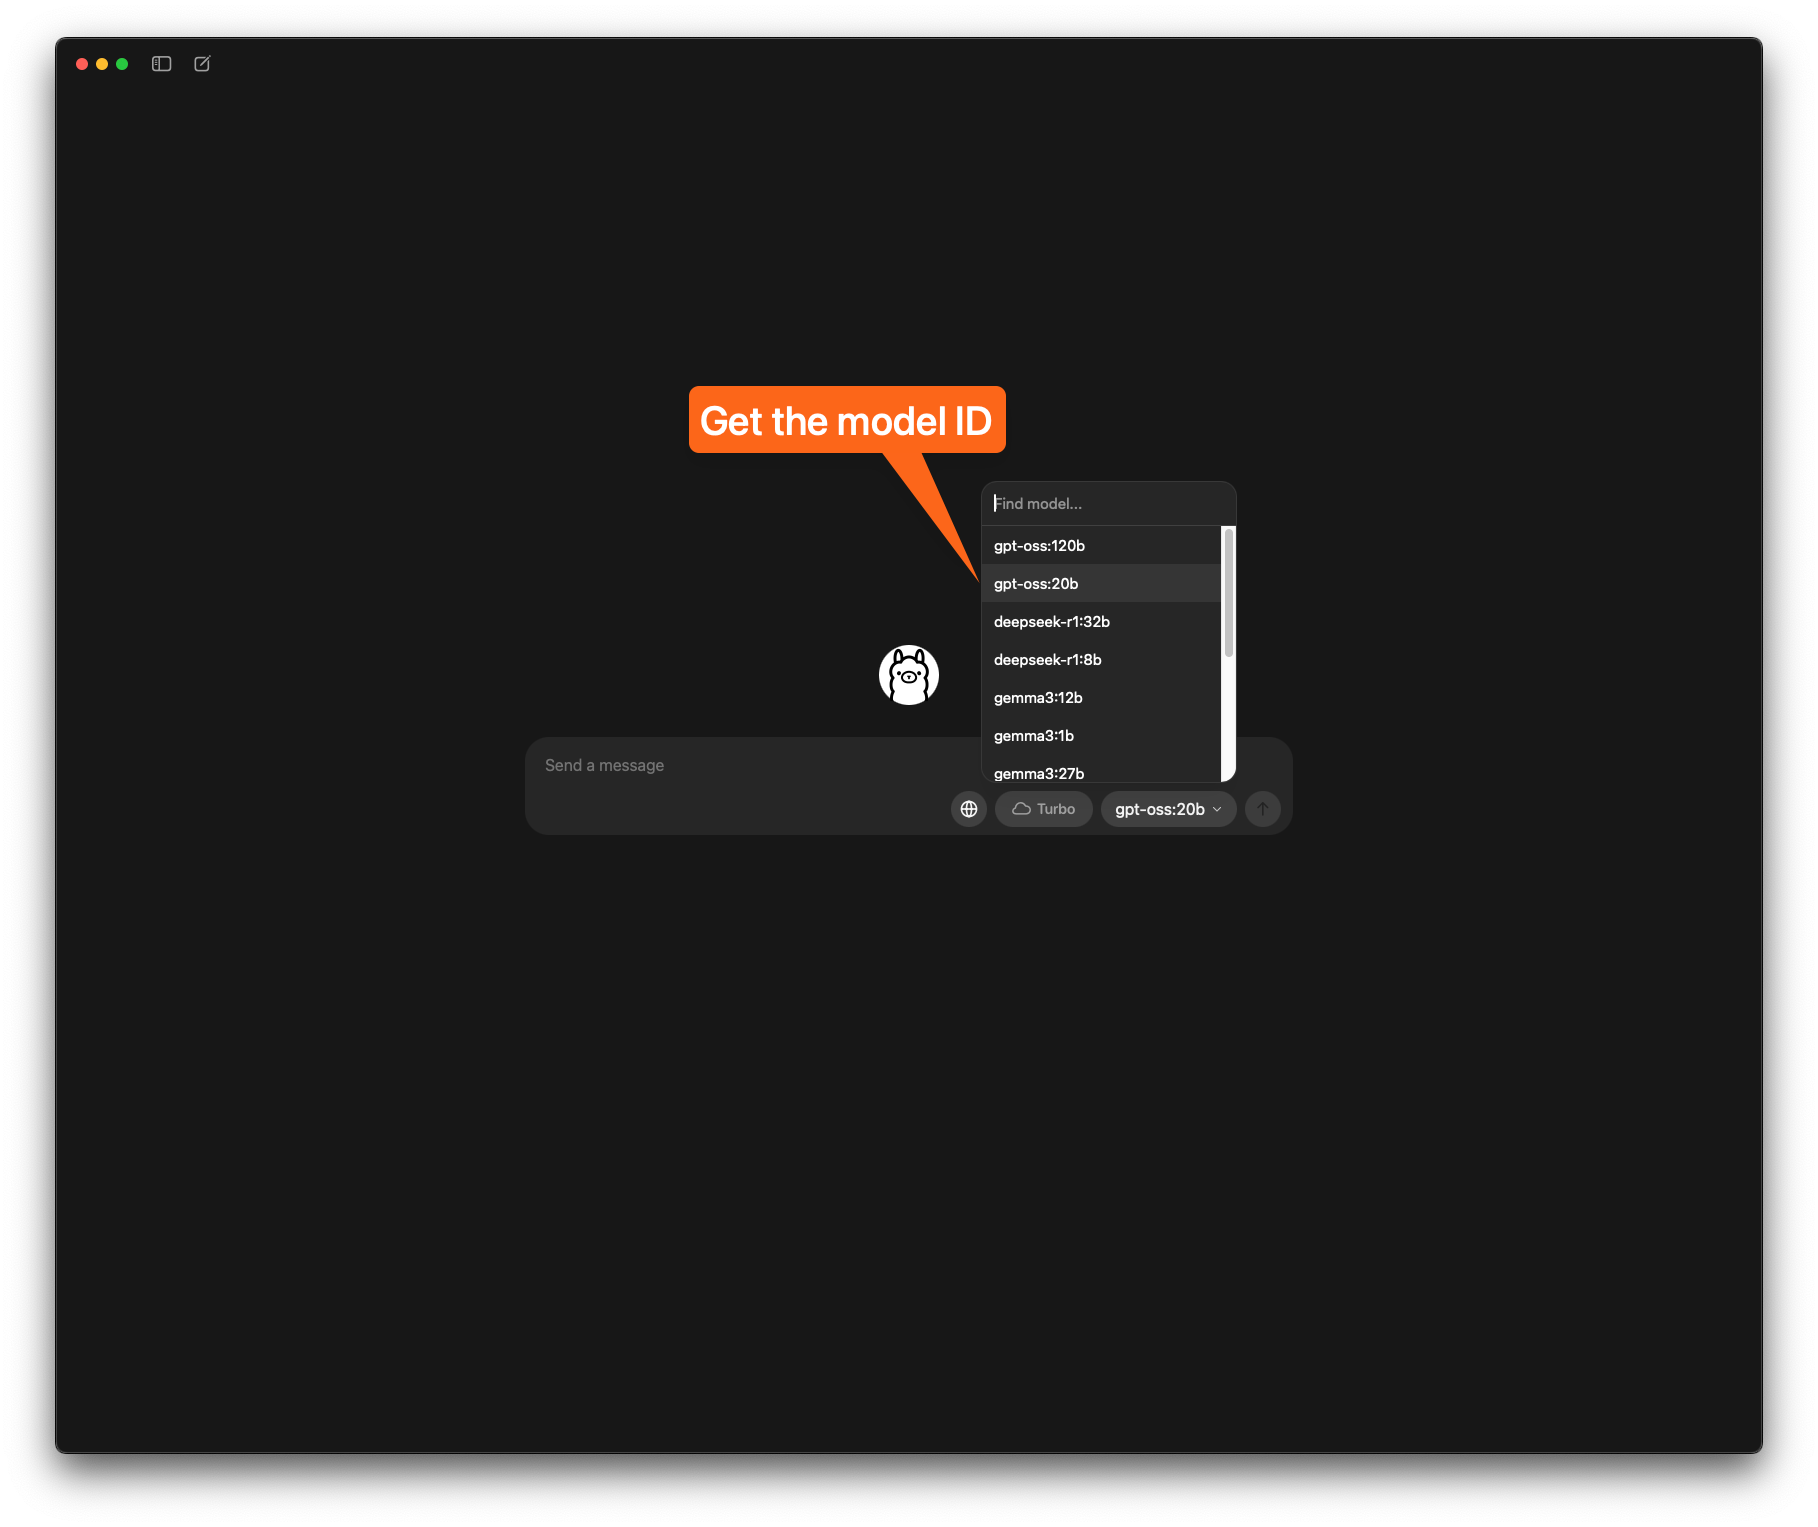 Get the model ID
Find model...
gpt-oss:120b
gpt-oss:20b
deepseek-r1:32b
deepseek-r1:8b
gemma3:12b
gemma3:1b
gemma3:27b
Send a message
Turbo
gpt-oss:20b